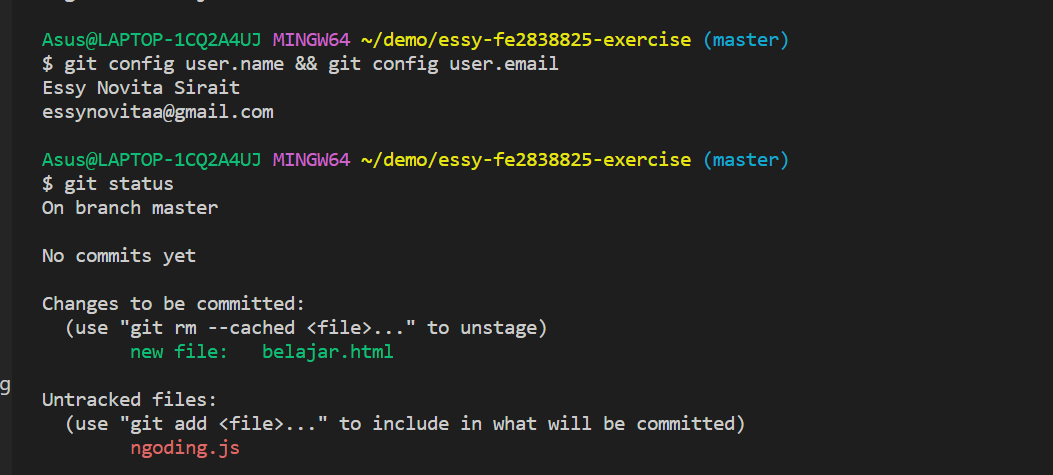 Asus@LAPTOP-1CQ2A4UJ MINGW64 ~/demo/essy-fe2838825-exercise (master)
$ git config user.name && git config user.email
Essy Novita Sirait
essynovitaa@gmail.com
Asus@LAPTOP-1CQ2A4UJ MINGW64 ~/demo/essy-fe2838825-exercise (master)
$ git status
On branch master
No commits yet
Changes to be committed:
(use "git rm --cached <file>..." to unstage)
new file: belajar.html
g
Untracked files:
(use "git add <file>..." to include in what will be committed)
ngoding.js